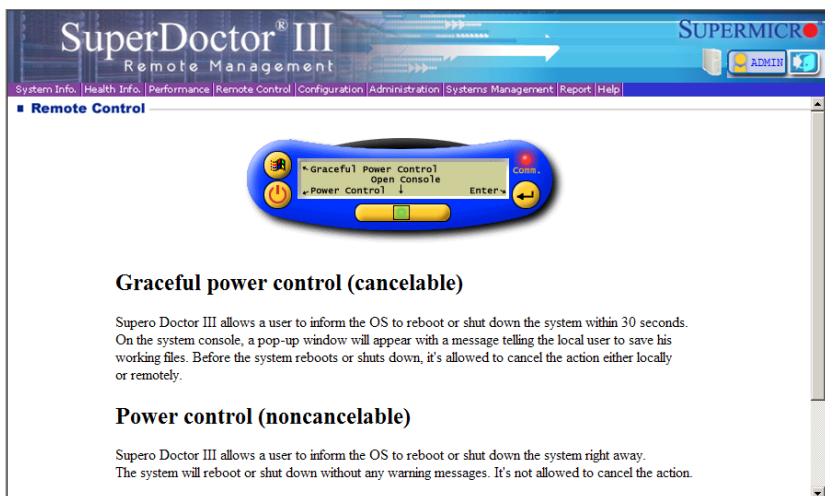 SuperDoctor® III
Remote Management
SUPERMICRO®
ADMIN
System Info. Health Info. Performance Remote Control Configuration Administration Systems Management Report Help
Remote Control
Graceful Power Control
Open Console
Power Control ↓ Enter
Comm.
Graceful power control (cancelable)
Supero Doctor III allows a user to inform the OS to reboot or shut down the system within 30 seconds.
On the system console, a pop-up window will appear with a message telling the local user to save his
working files. Before the system reboots or shuts down, it's allowed to cancel the action either locally
or remotely.
Power control (noncancelable)
Supero Doctor III allows a user to inform the OS to reboot or shut down the system right away.
The system will reboot or shut down without any warning messages. It's not allowed to cancel the action.